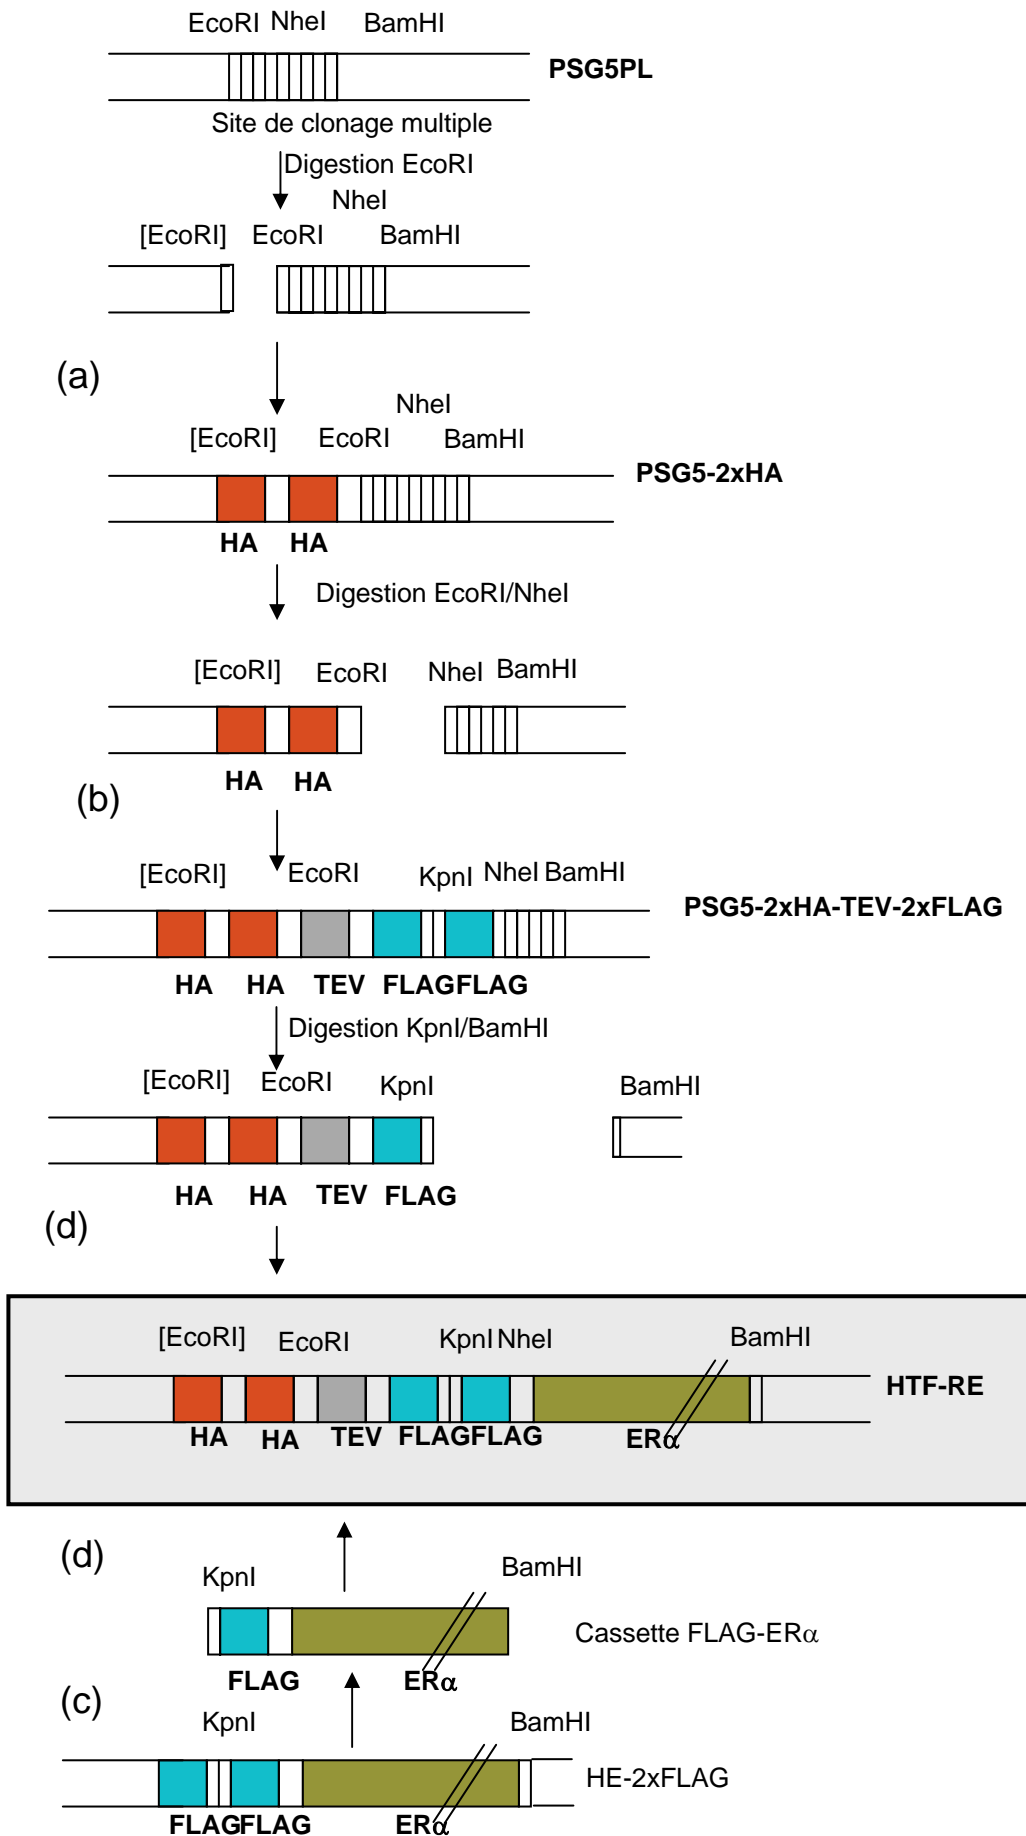 EcoRI NheI BamHI
PSG5PL
Site de clonage multiple
Digestion EcoRI
NheI
[EcoRI] EcoRI BamHI
(a)
NheI
[EcoRI] EcoRI BamHI
PSG5-2xHA
HA HA
Digestion EcoRI/NheI
[EcoRI] EcoRI NheI BamHI
HA HA
(b)
[EcoRI] EcoRI KpnI NheI BamHI
PSG5-2xHA-TEV-2xFLAG
HA HA TEV FLAGFLAG
Digestion KpnI/BamHI
[EcoRI] EcoRI KpnI BamHI
HA HA TEV FLAG
(d)
[EcoRI] EcoRI KpnI NheI BamHI
HTF-RE
HA HA TEV FLAGFLAG ERα
(d)
KpnI BamHI
Cassette FLAG-ERα
FLAG ERα
(c)
KpnI BamHI
HE-2xFLAG
FLAGFLAG ERα